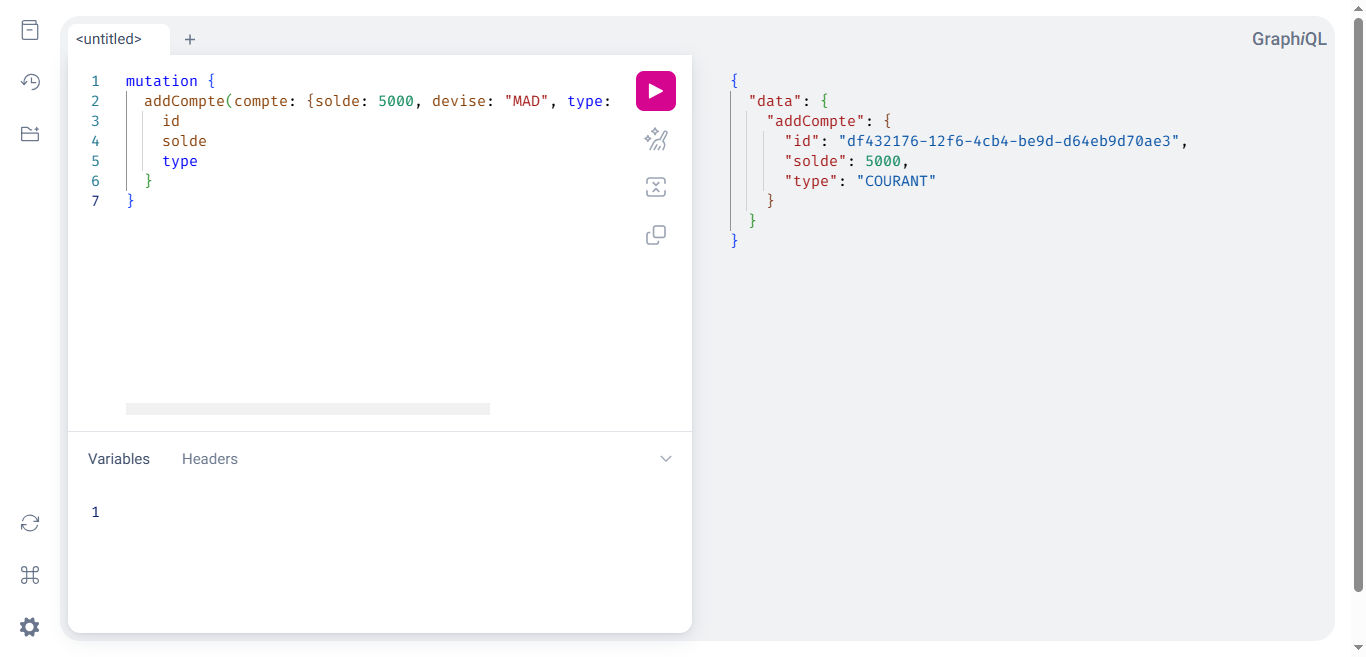 <untitled>
+
GraphiQL
1 mutation {
2 addCompte(compte: {solde: 5000, devise: "MAD", type:
3 id
4 solde
5 type
6 }
7 }
{
"data": {
"addCompte": {
"id": "df432176-12f6-4cb4-be9d-d64eb9d70ae3",
"solde": 5000,
"type": "COURANT"
}
}
}
Variables Headers
1